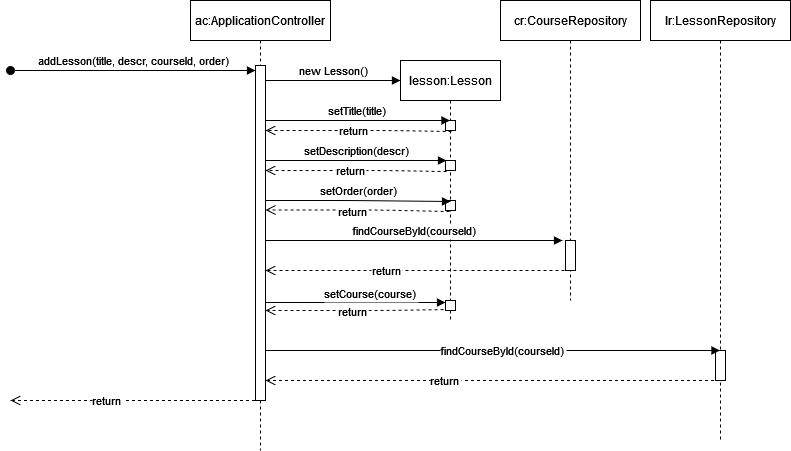 ac:ApplicationController
cr:CourseRepository
lr:LessonRepository
addLesson(title, descr, courseId, order)
new Lesson()
lesson:Lesson
setTitle(title)
return
setDescription(descr)
return
setOrder(order)
return
findCourseById(courseId)
return
setCourse(course)
return
findCourseById(courseId)
return
return